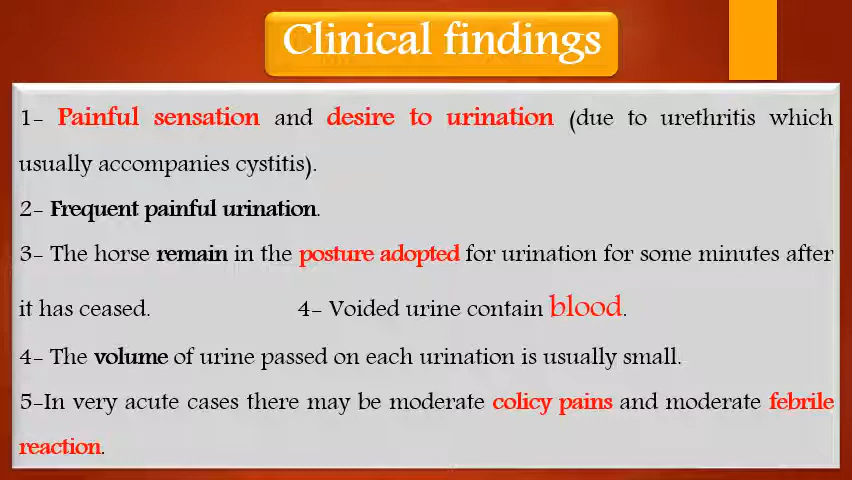 Clinical findings
1- Painful sensation and desire to urination (due to urethritis which
usually accompanies cystitis).
2- Frequent painful urination.
3- The horse remain in the posture adopted for urination for some minutes after
it has ceased. 4- Voided urine contain blood.
4- The volume of urine passed on each urination is usually small.
5-In very acute cases there may be moderate colicy pains and moderate febrile
reaction.